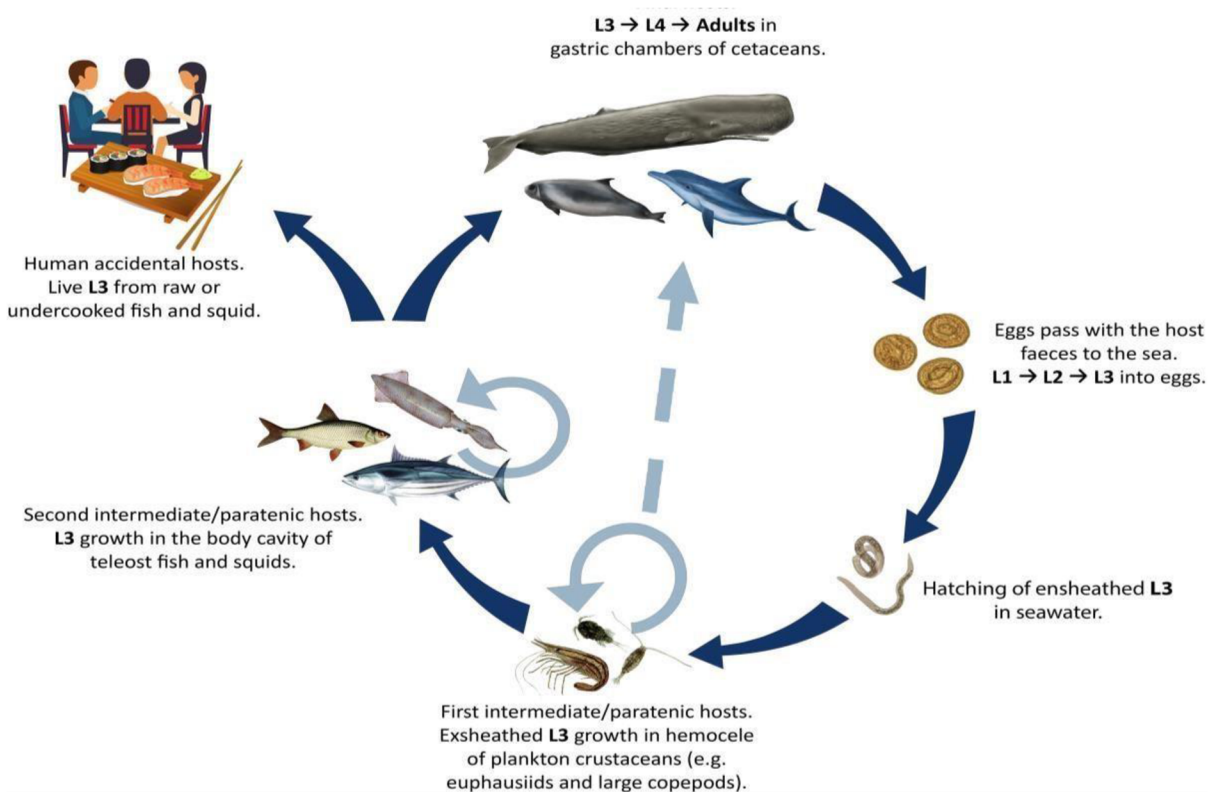 L3 → L4 → Adults in
gastric chambers of cetaceans.
Human accidental hosts.
Live L3 from raw or
undercooked fish and squid.
Eggs pass with the host
faeces to the sea.
L1 → L2 → L3 into eggs.
Second intermediate/paratenic hosts.
L3 growth in the body cavity of
teleost fish and squids.
Hatching of ensheathed L3
in seawater.
First intermediate/paratenic hosts.
Exsheathed L3 growth in hemocele
of plankton crustaceans (e.g.
euphausiids and large copepods).